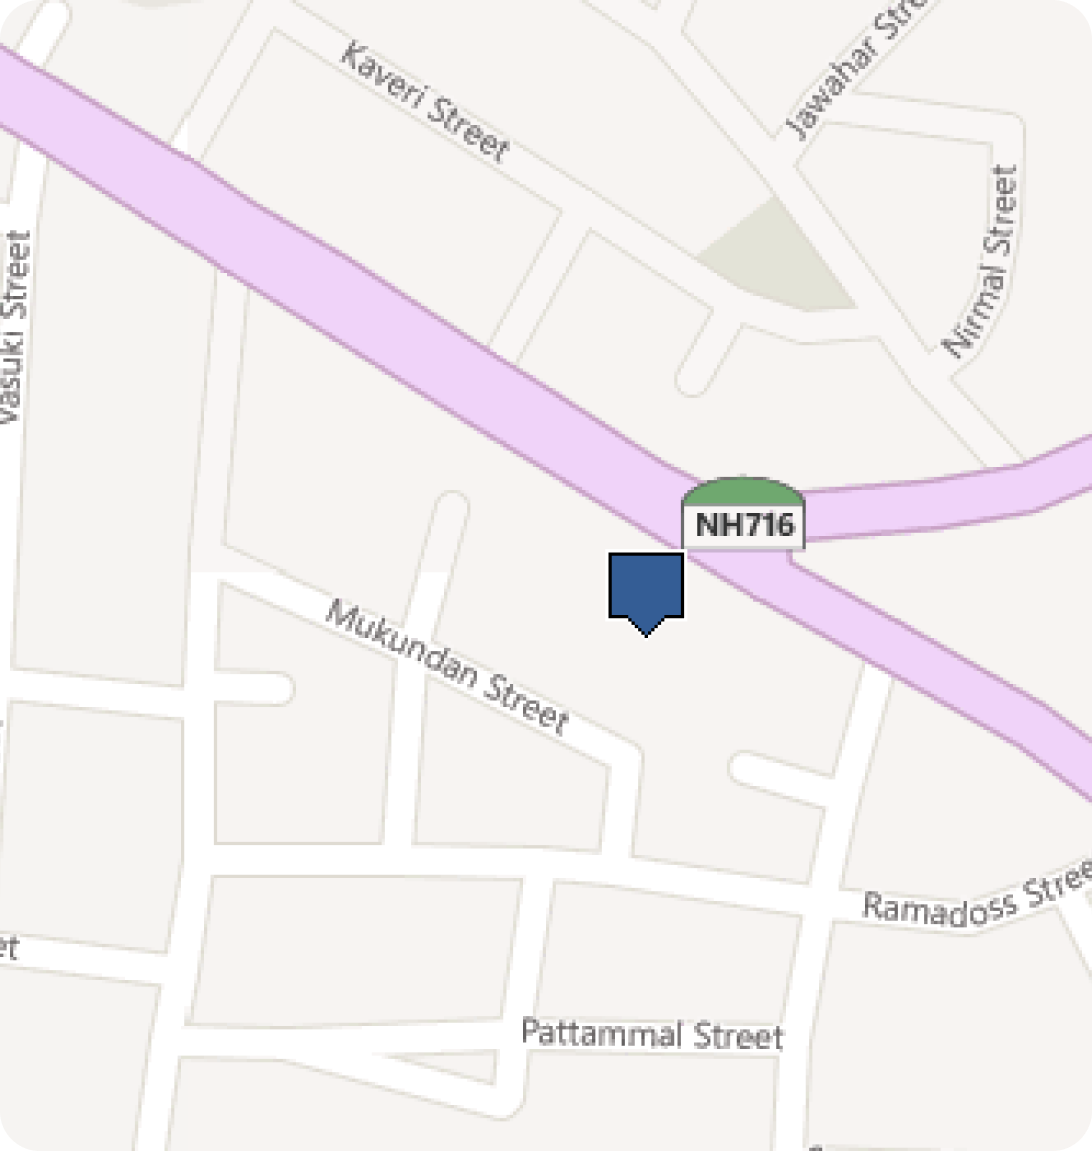 Jawahar Stre
Kaveri Street
Nirmal Street
Vasuki Street
NH716
Mukundan Street
Ramadoss Stree
et
Pattammal Street